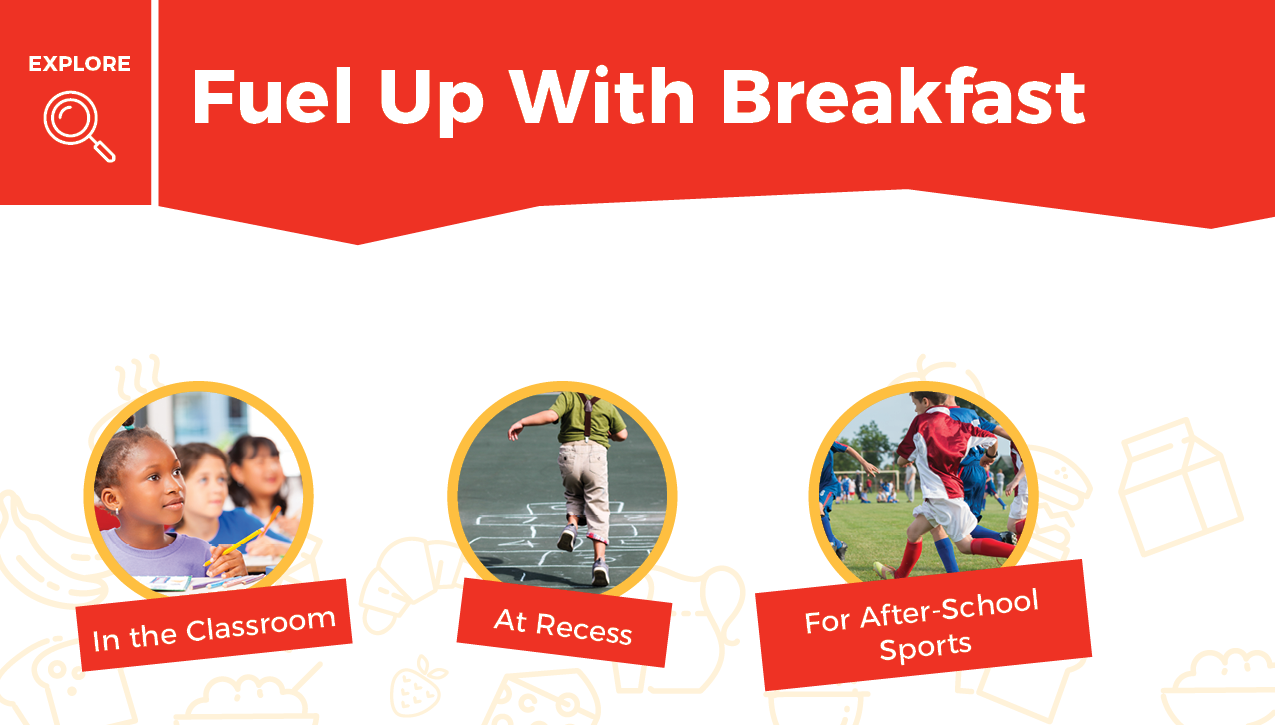 EXPLORE
Fuel Up With Breakfast
In the Classroom
At Recess
For After-School
Sports